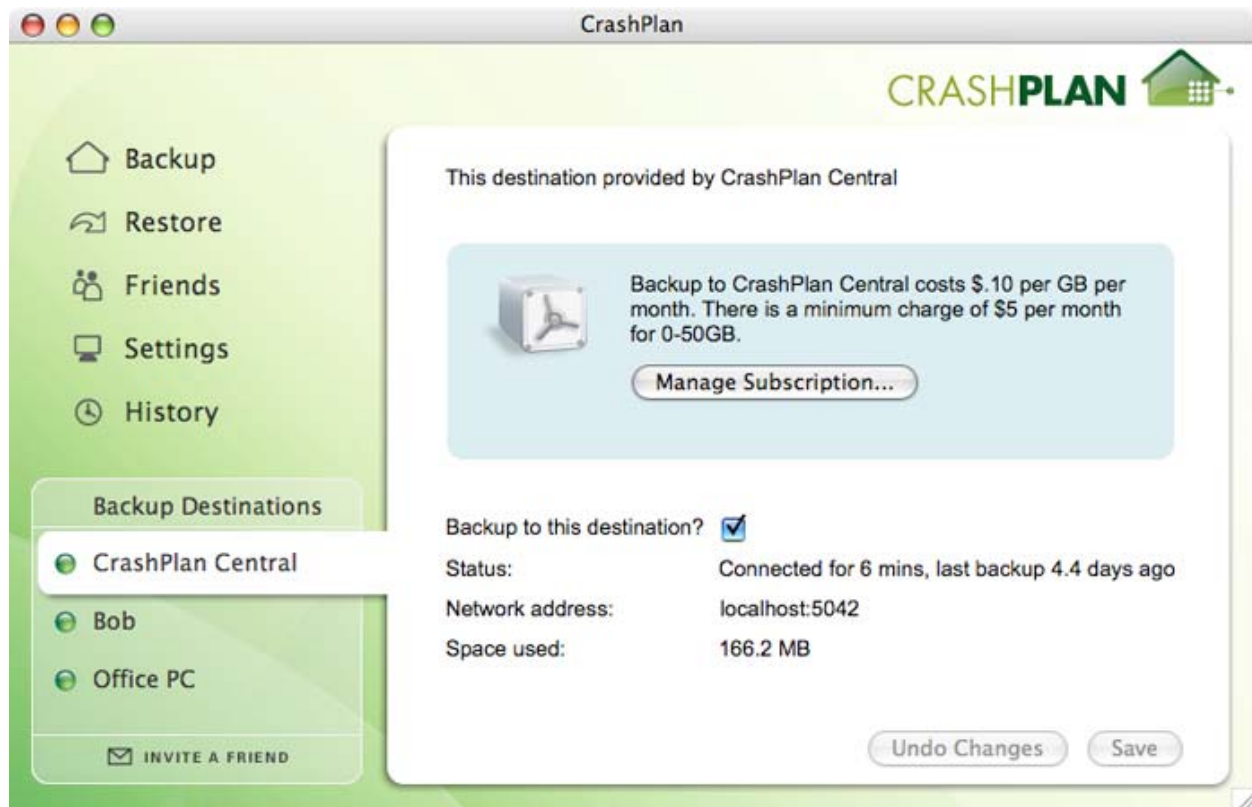 CrashPlan
CRASHPLAN
Backup
Restore
Friends
Settings
History
Backup Destinations
CrashPlan Central
Bob
Office PC
INVITE A FRIEND
This destination provided by CrashPlan Central
Backup to CrashPlan Central costs $.10 per GB per
month. There is a minimum charge of $5 per month
for 0-50GB.
Manage Subscription...
Backup to this destination?
Status: Connected for 6 mins, last backup 4.4 days ago
Network address: localhost:5042
Space used: 166.2 MB
Undo Changes Save